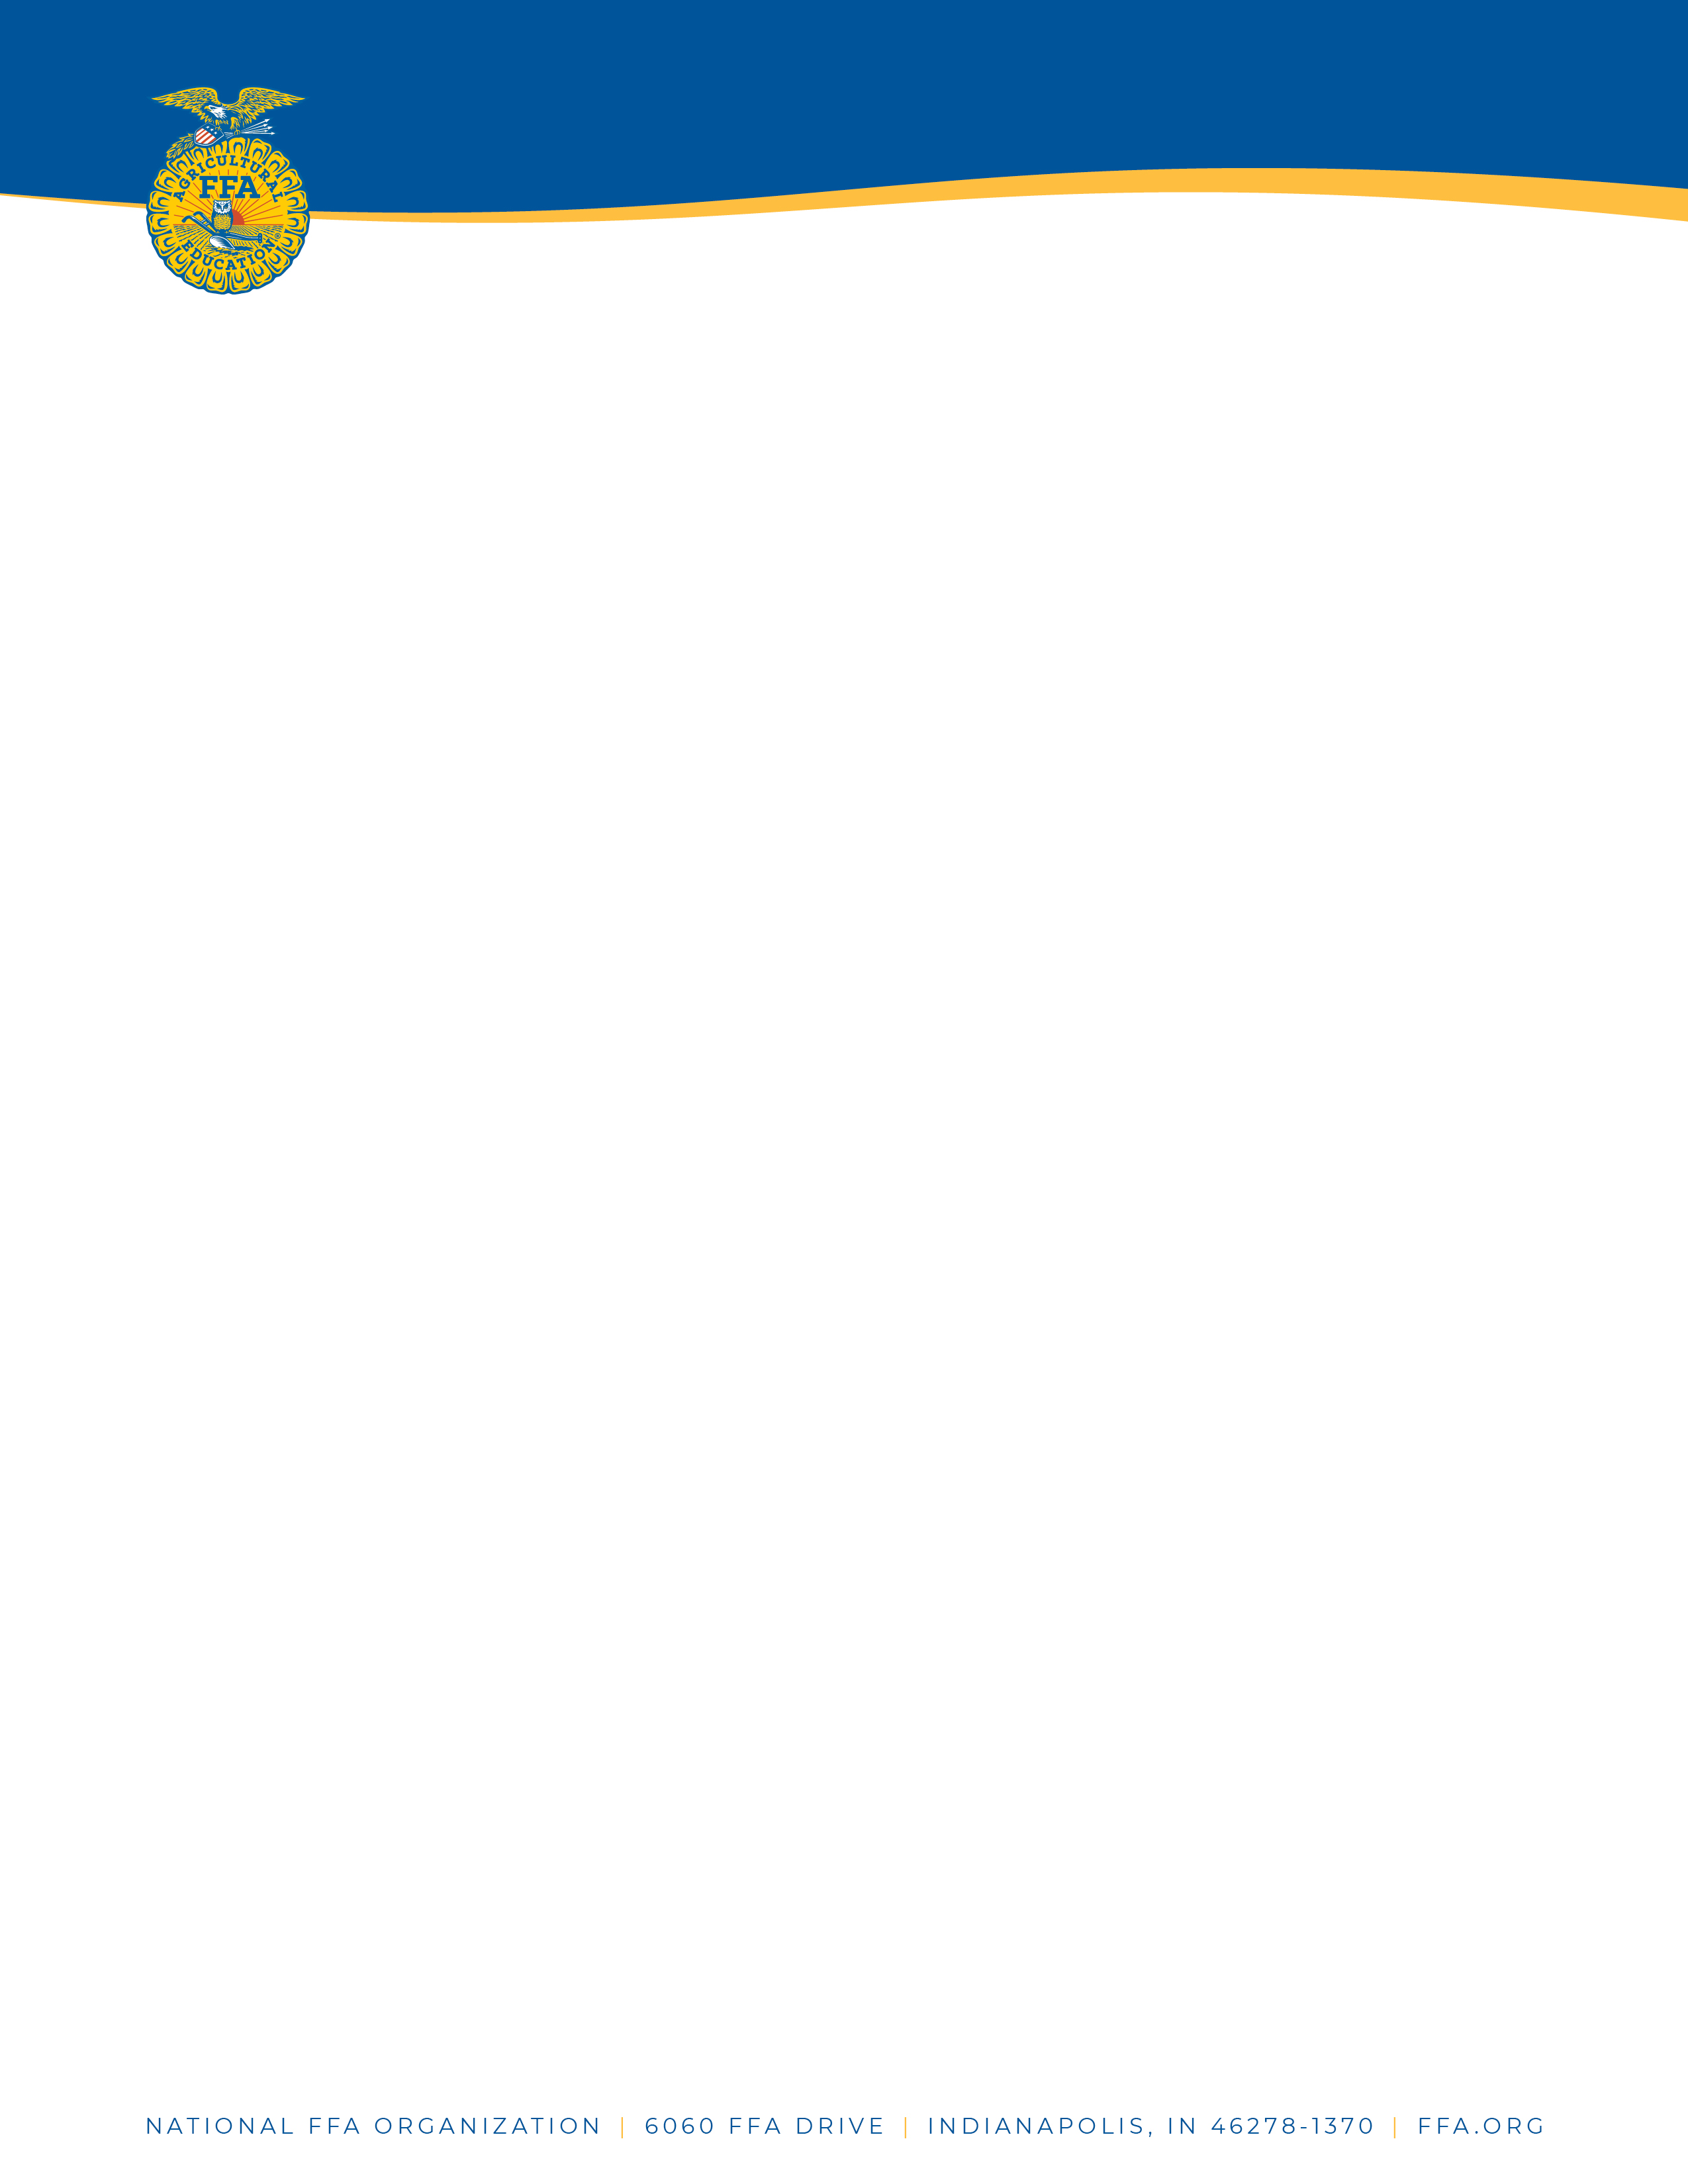 AGRICULTURAL
FFA
EDUCATION®
NATIONAL FFA ORGANIZATION | 6060 FFA DRIVE | INDIANAPOLIS, IN 46278-1370 | FFA.ORG